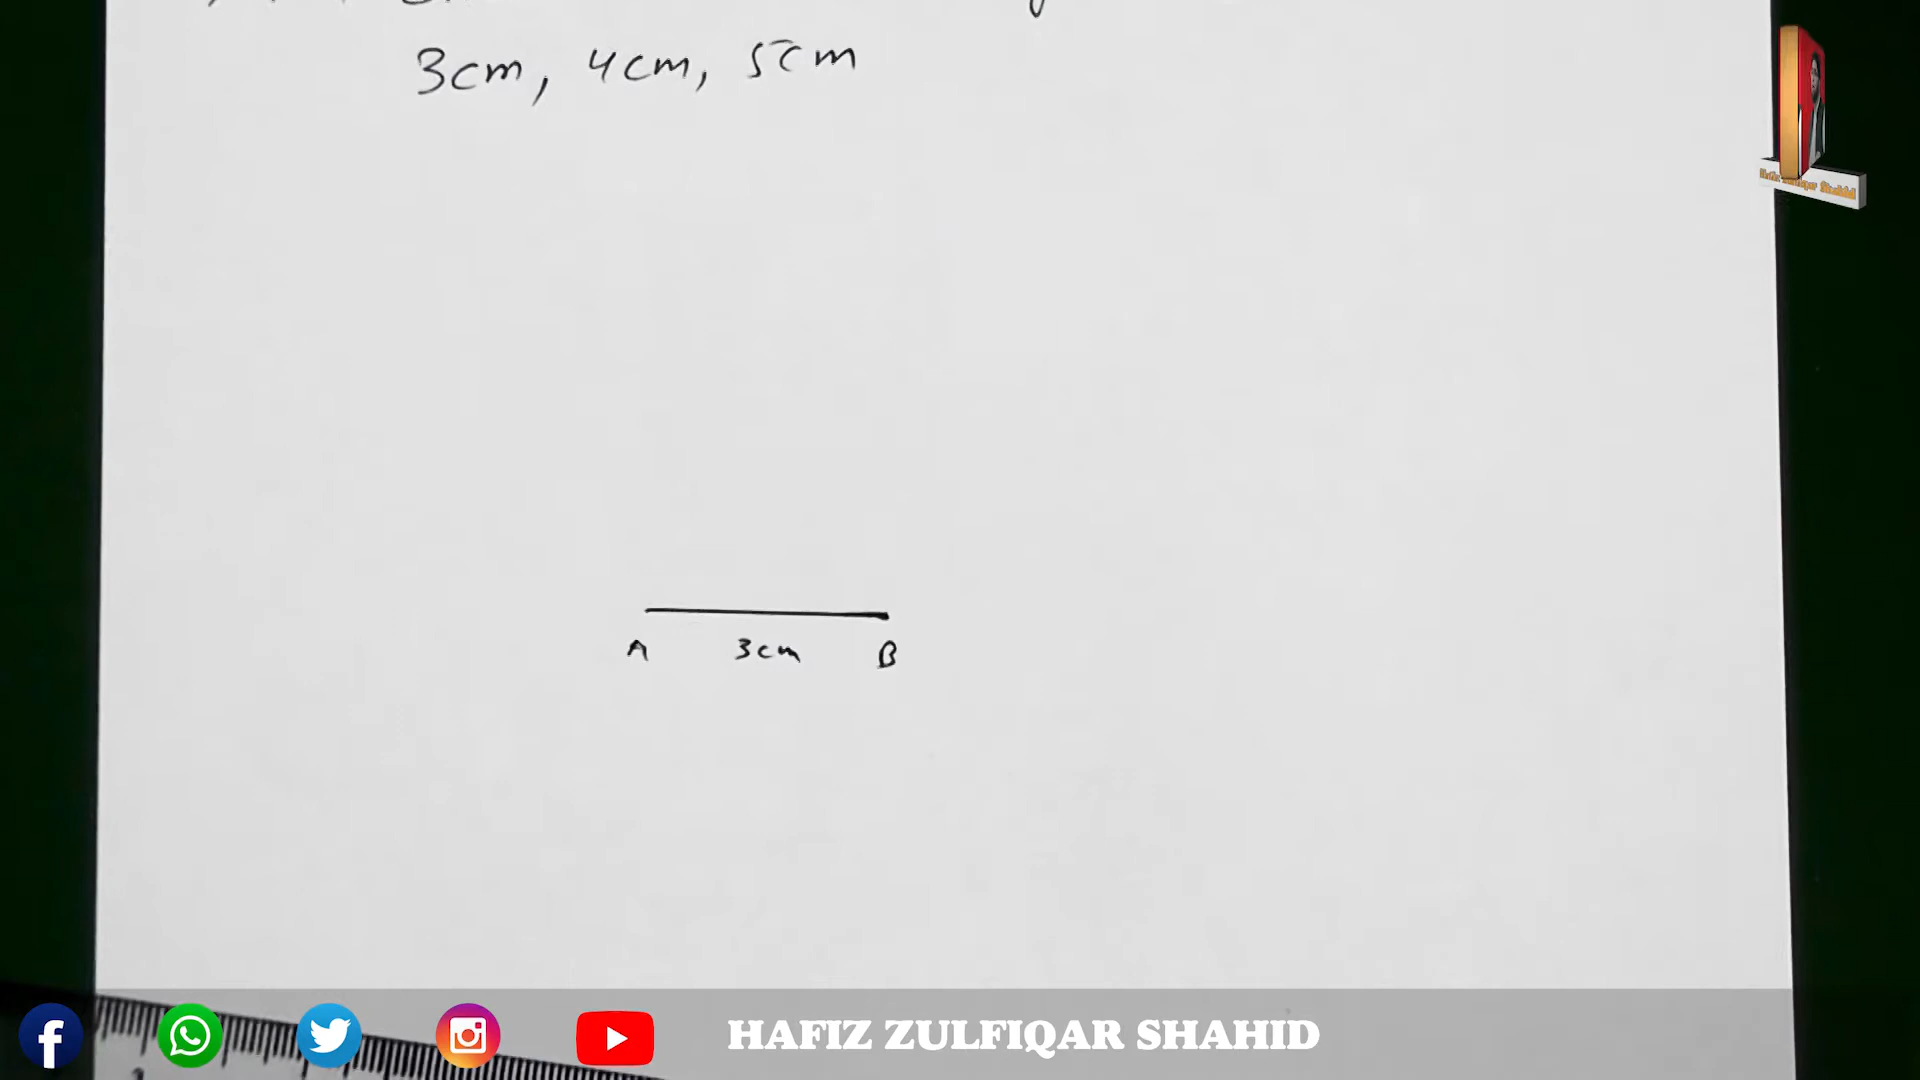 3cm, 4cm, 5cm
A 3cm B
HAFIZ ZULFIQAR SHAHID